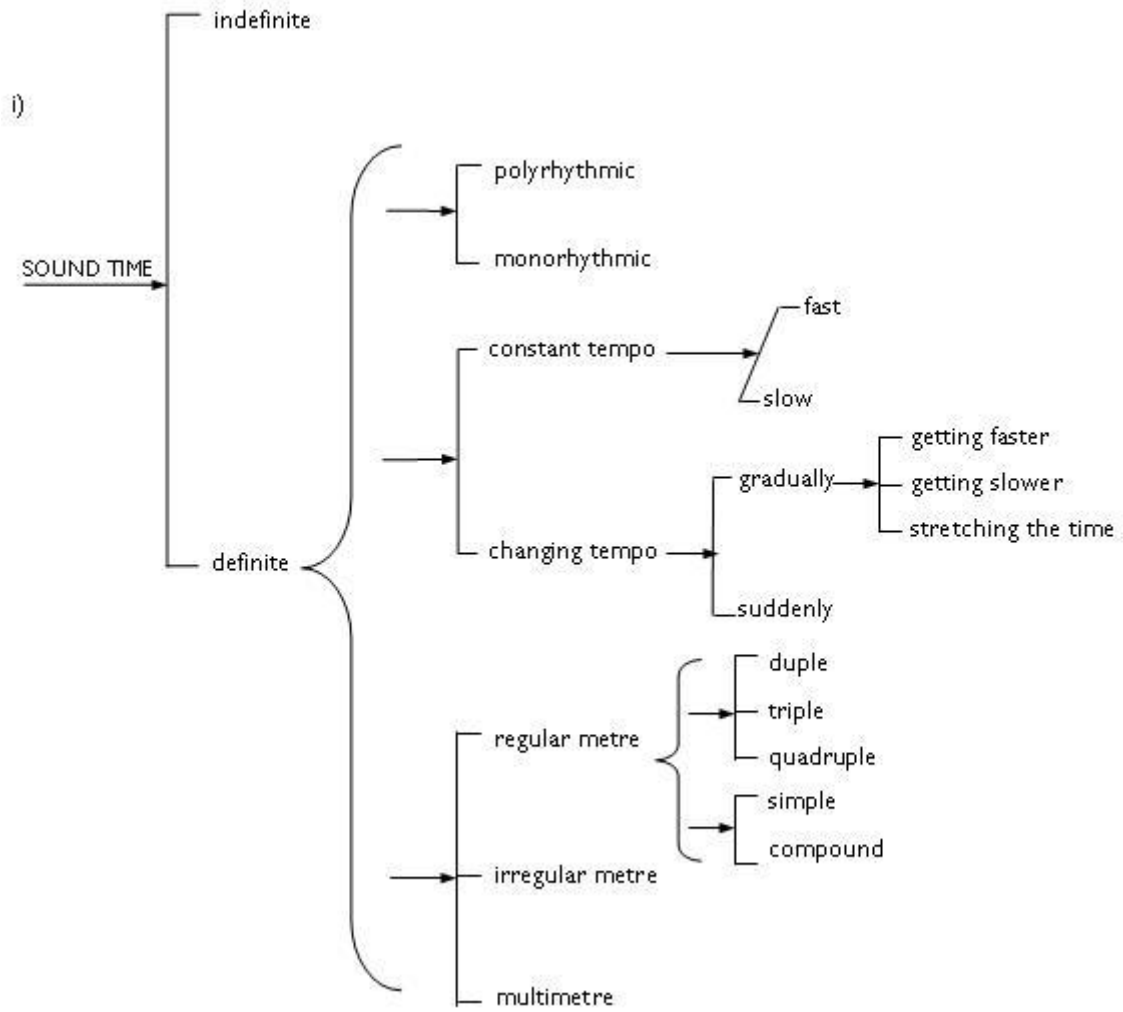 indefinite
i)
polyrhythmic
monorhythmic
SOUND TIME
fast
constant tempo
slow
getting faster
gradually
getting slower
stretching the time
changing tempo
definite
suddenly
duple
triple
regular metre
quadruple
simple
compound
irregular metre
multimetre